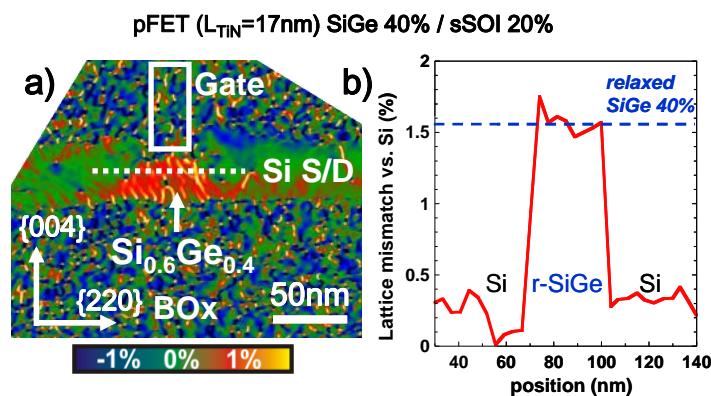 pFET (LTiN=17nm) SiGe 40% / sSOI 20%
a)
Gate
Si S/D
{004}
Si0.6Ge0.4
{220}
BOx
50nm
-1% 0% 1%
b)
Lattice mismatch vs. Si (%)
2
1.5
1
0.5
0
relaxed
SiGe 40%
Si
r-SiGe
Si
40 60 80 100 120 140
position (nm)